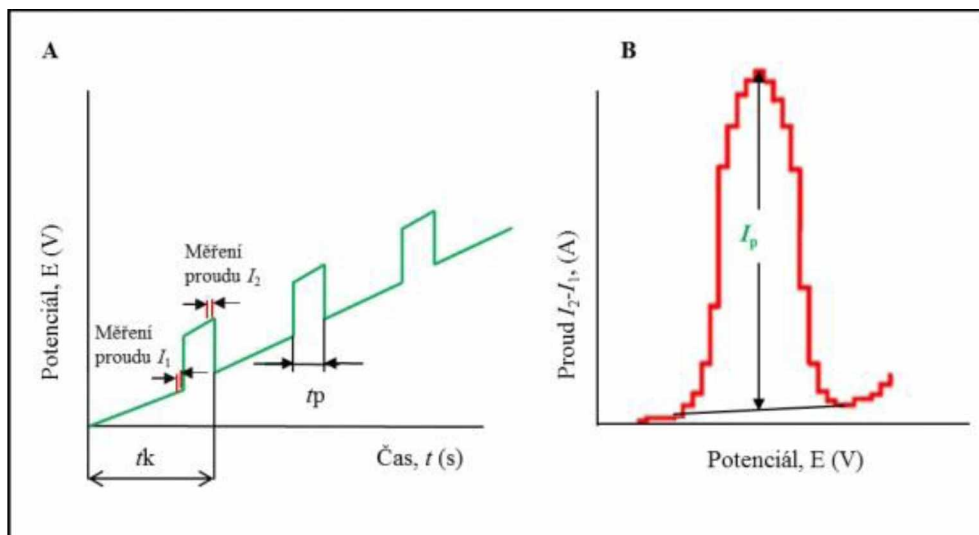 A
Potenciál, E (V)
Měření
proudu I₂
Měření
proudu I₁
tp
tk
Čas, t (s)
B
Proud I₂-I₁, (A)
Iₚ
Potenciál, E (V)